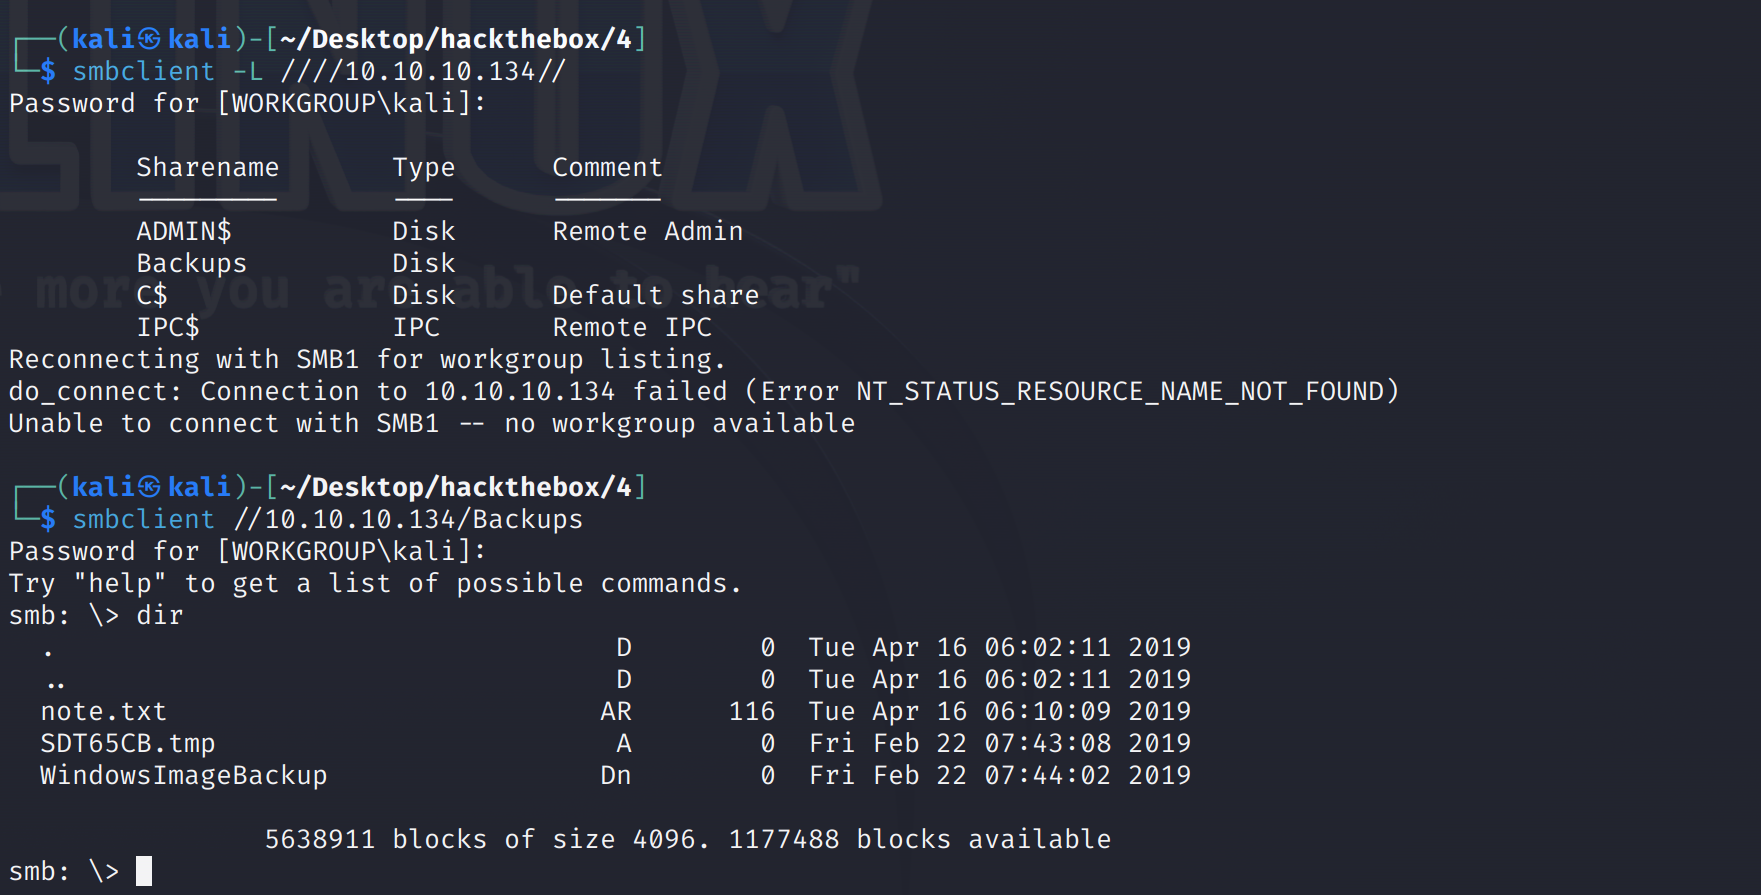 ┌──(kali㉿kali)-[~/Desktop/hackthebox/4]
└─$ smbclient -L ////10.10.10.134//
Password for [WORKGROUP\kali]:
Sharename Type Comment
--------- ---- -------
ADMIN$ Disk Remote Admin
Backups Disk
C$ Disk Default share
IPC$ IPC Remote IPC
Reconnecting with SMB1 for workgroup listing.
do_connect: Connection to 10.10.10.134 failed (Error NT_STATUS_RESOURCE_NAME_NOT_FOUND)
Unable to connect with SMB1 -- no workgroup available
┌──(kali㉿kali)-[~/Desktop/hackthebox/4]
└─$ smbclient //10.10.10.134/Backups
Password for [WORKGROUP\kali]:
Try "help" to get a list of possible commands.
smb: \> dir
. D 0 Tue Apr 16 06:02:11 2019
.. D 0 Tue Apr 16 06:02:11 2019
note.txt AR 116 Tue Apr 16 06:10:09 2019
SDT65CB.tmp A 0 Fri Feb 22 07:43:08 2019
WindowsImageBackup Dn 0 Fri Feb 22 07:44:02 2019
5638911 blocks of size 4096. 1177488 blocks available
smb: \>
more you are able to hear"